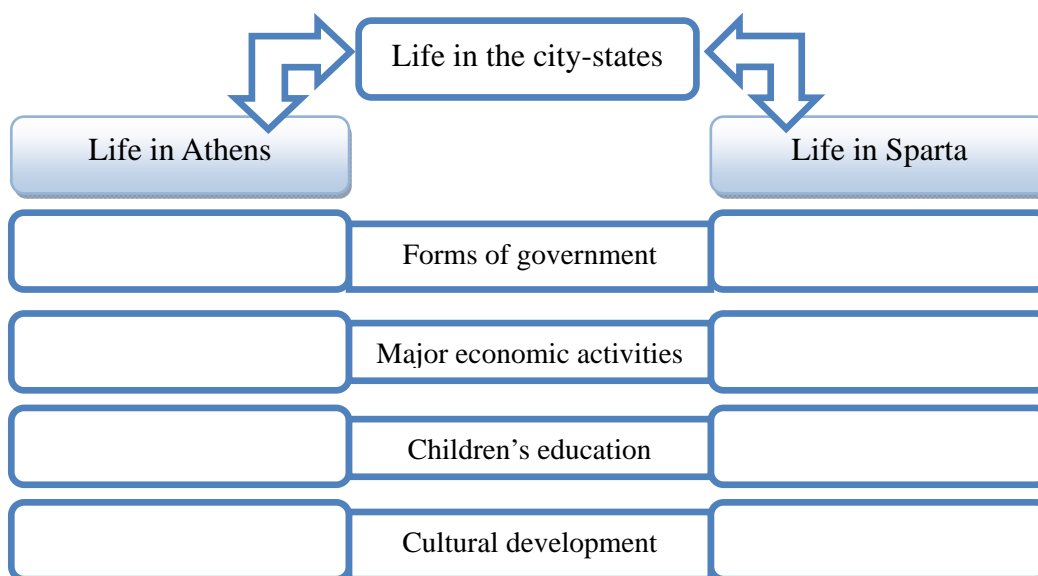 Life in the city-states
Life in Athens
Life in Sparta
Forms of government
Major economic activities
Children’s education
Cultural development